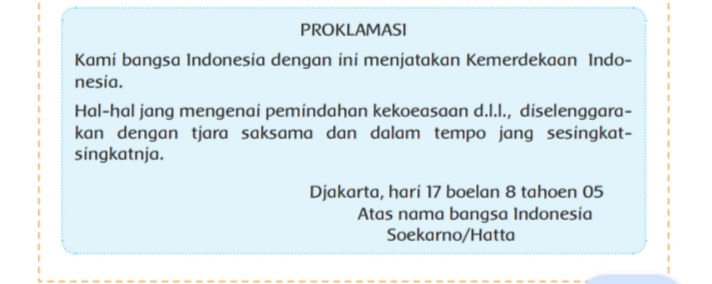 PROKLAMASI
Kami bangsa Indonesia dengan ini menjatakan Kemerdekaan Indo-
nesia.
Hal-hal jang mengenai pemindahan kekoeasaan d.l.l., diselenggara-
kan dengan tjara saksama dan dalam tempo jang sesingkat-
singkatnja.
Djakarta, hari 17 boelan 8 tahoen 05
Atas nama bangsa Indonesia
Soekarno/Hatta